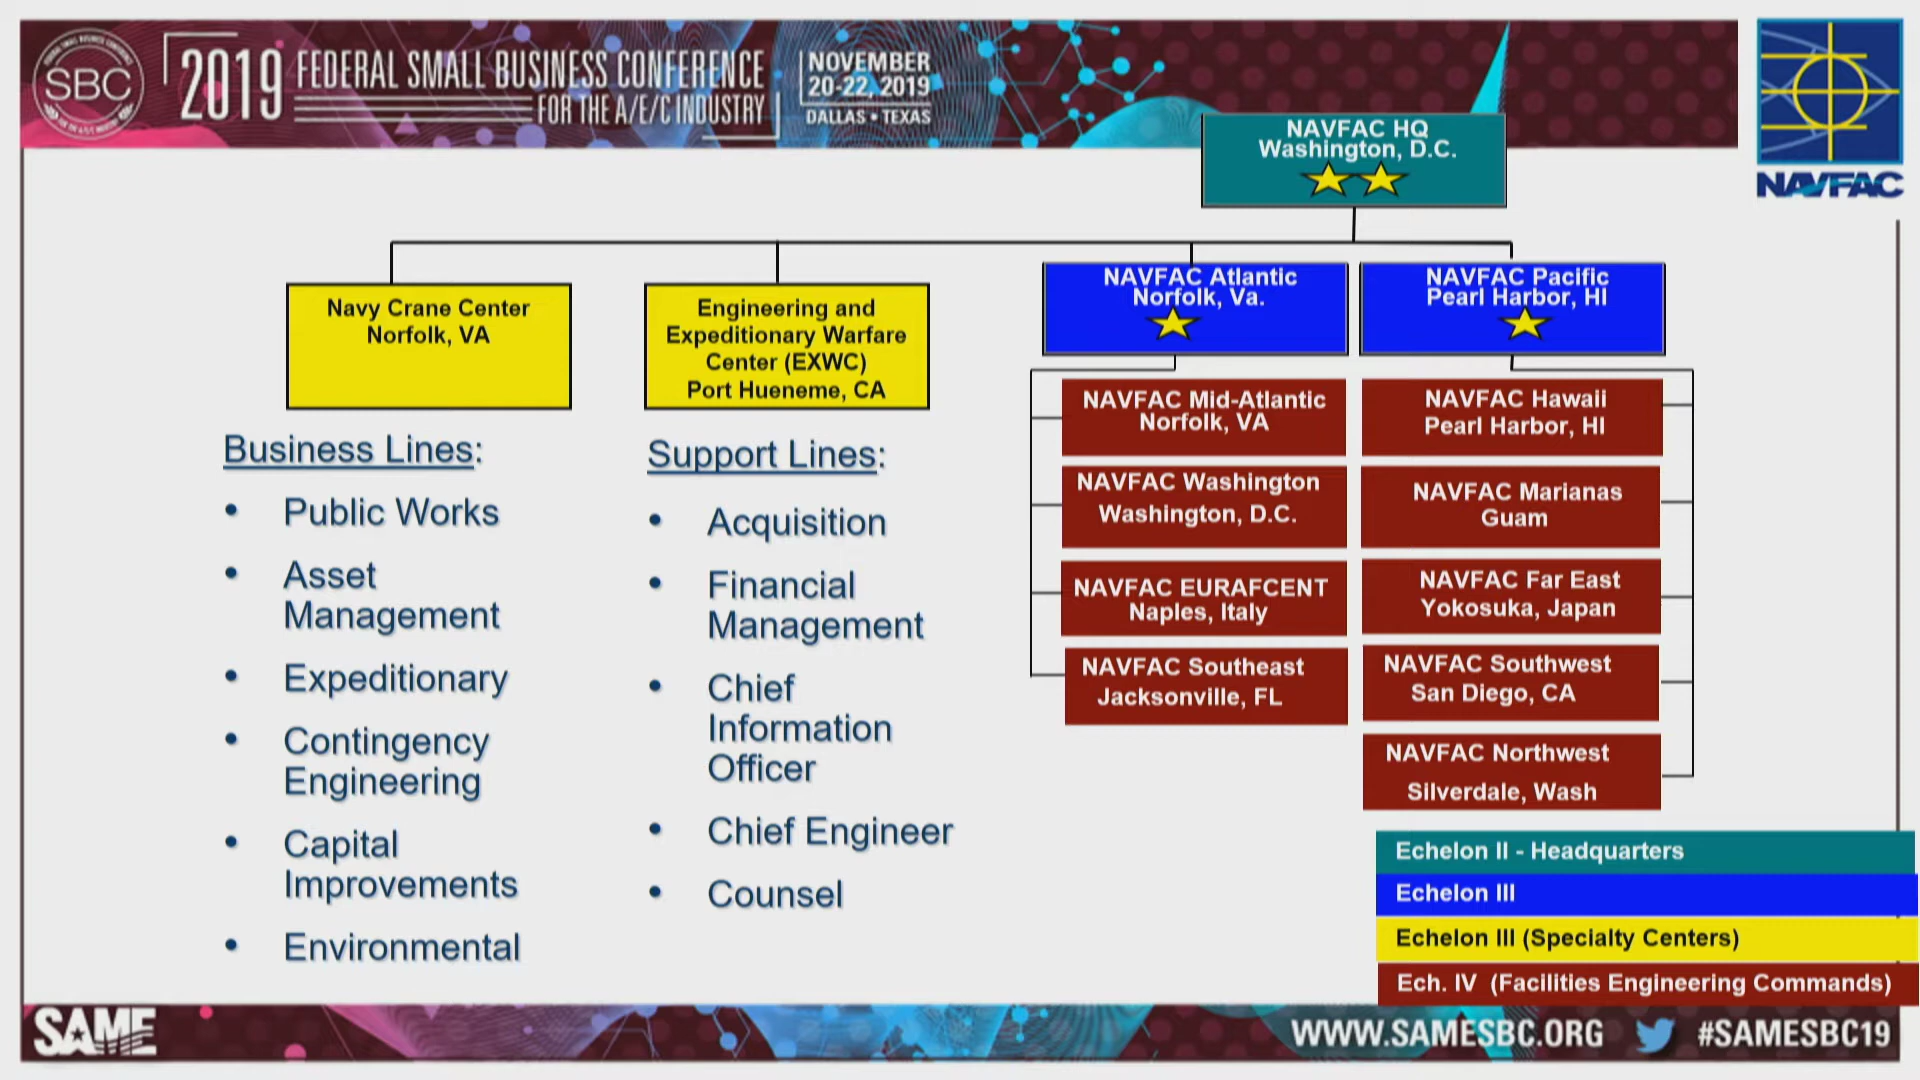 SBC
2019 FEDERAL SMALL BUSINESS CONFERENCE
FOR THE A/E/C INDUSTRY
NOVEMBER
20-22, 2019
DALLAS • TEXAS
NAVFAC
NAVFAC HQ
Washington, D.C.
Navy Crane Center
Norfolk, VA
Engineering and
Expeditionary Warfare
Center (EXWC)
Port Hueneme, CA
NAVFAC Atlantic
Norfolk, Va.
NAVFAC Pacific
Pearl Harbor, HI
NAVFAC Mid-Atlantic
Norfolk, VA
NAVFAC Washington
Washington, D.C.
NAVFAC EURAFCENT
Naples, Italy
NAVFAC Southeast
Jacksonville, FL
NAVFAC Hawaii
Pearl Harbor, HI
NAVFAC Marianas
Guam
NAVFAC Far East
Yokosuka, Japan
NAVFAC Southwest
San Diego, CA
NAVFAC Northwest
Silverdale, Wash
Business Lines:
• Public Works
• Asset
Management
• Expeditionary
• Contingency
Engineering
• Capital
Improvements
• Environmental
Support Lines:
• Acquisition
• Financial
Management
• Chief
Information
Officer
• Chief Engineer
• Counsel
Echelon II - Headquarters
Echelon III
Echelon III (Specialty Centers)
Ech. IV (Facilities Engineering Commands)
SAME
WWW.SAMESBC.ORG
#SAMESBC19